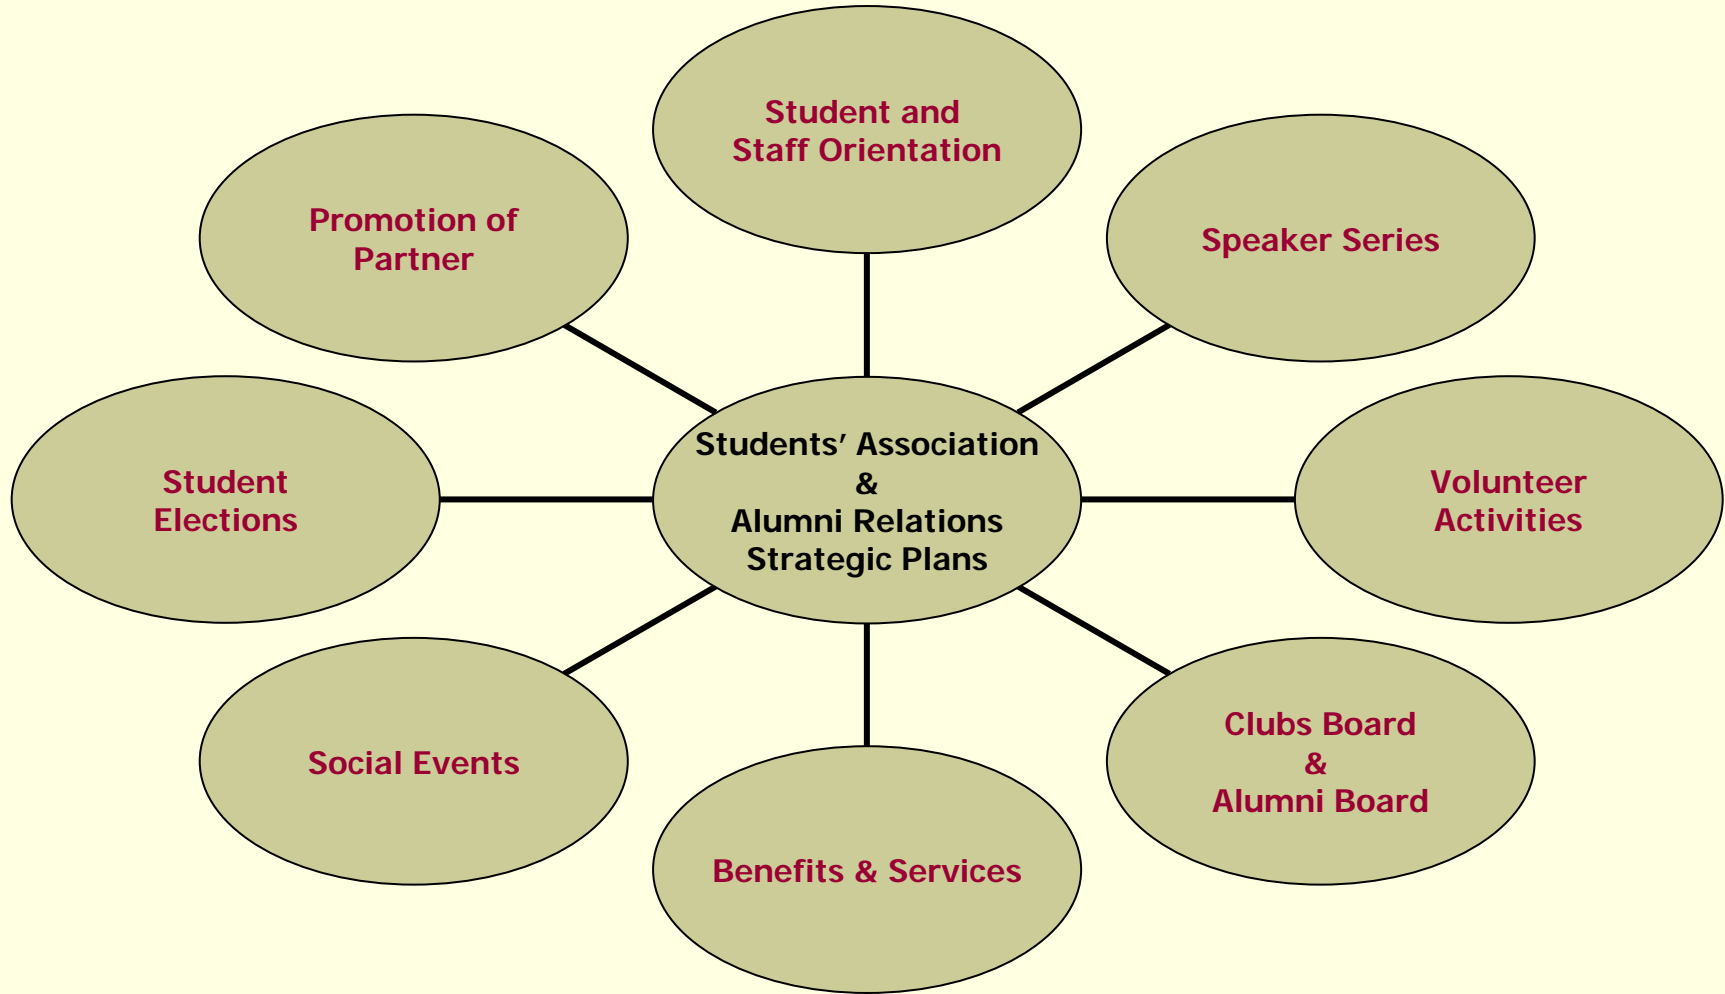 Student and
Staff Orientation
Promotion of
Partner
Speaker Series
Students’ Association
&
Alumni Relations
Strategic Plans
Student
Elections
Volunteer
Activities
Social Events
Clubs Board
&
Alumni Board
Benefits & Services